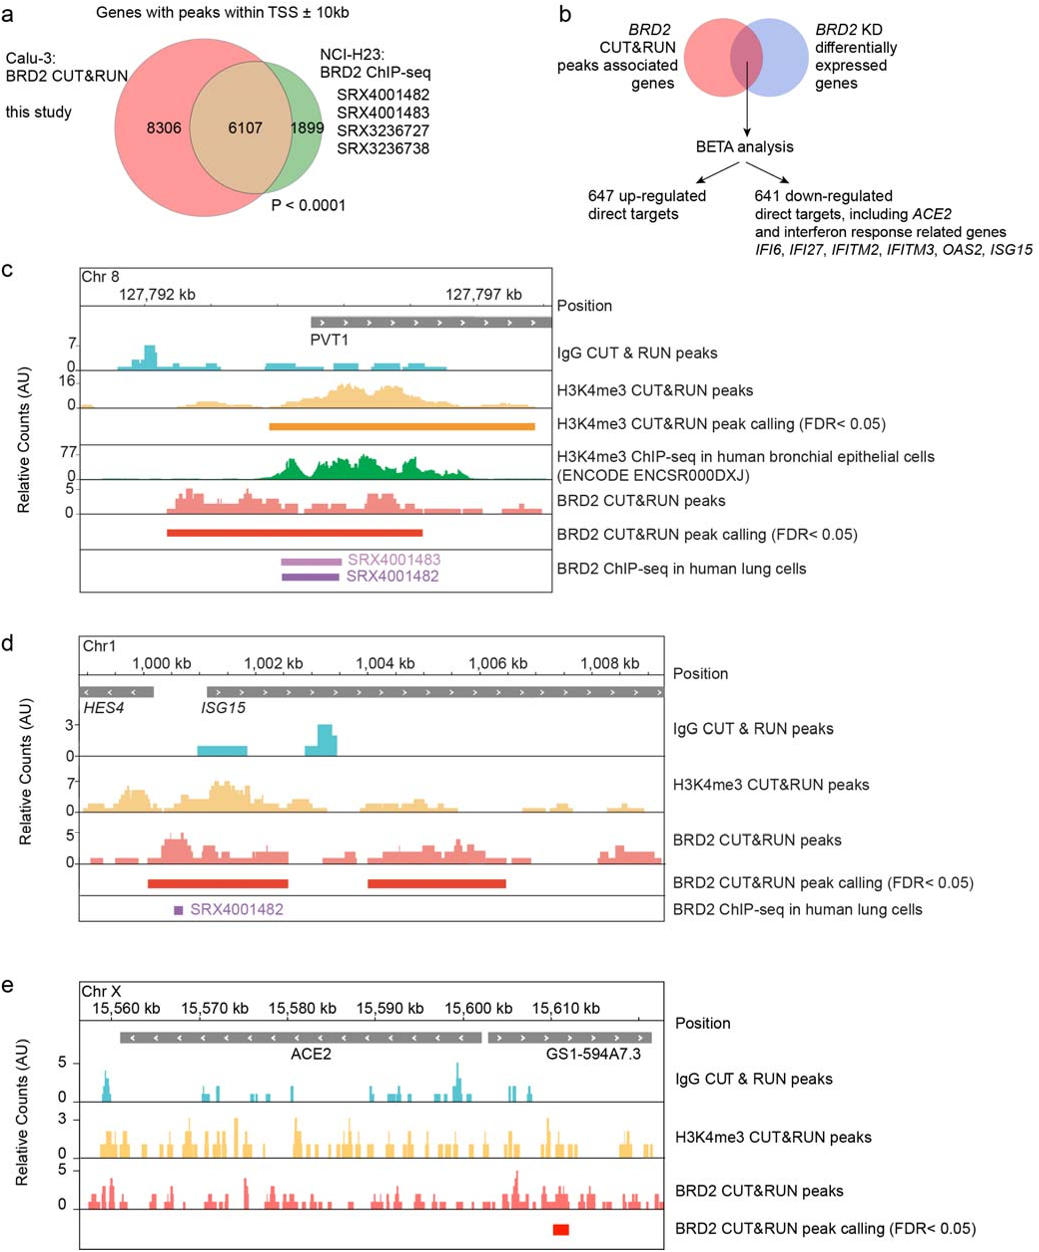 a
Genes with peaks within TSS ± 10kb
Calu-3:
BRD2 CUT&RUN
this study
NCI-H23:
BRD2 ChIP-seq
SRX4001482
SRX4001483
SRX3236727
SRX3236738
8306
6107
1899
P < 0.0001
b
BRD2
CUT&RUN
peaks associated
genes
BRD2 KD
differentially
expressed
genes
BETA analysis
647 up-regulated
direct targets
641 down-regulated
direct targets, including ACE2
and interferon response related genes
IFI6, IFI27, IFITM2, IFITM3, OAS2, ISG15
c
Chr 8
127,792 kb
127,797 kb
Position
PVT1
Relative Counts (AU)
7
0
IgG CUT & RUN peaks
16
0
H3K4me3 CUT&RUN peaks
H3K4me3 CUT&RUN peak calling (FDR< 0.05)
77
0
H3K4me3 ChIP-seq in human bronchial epithelial cells
(ENCODE ENCSR000DXJ)
5
0
BRD2 CUT&RUN peaks
BRD2 CUT&RUN peak calling (FDR< 0.05)
SRX4001483
SRX4001482
BRD2 ChIP-seq in human lung cells
d
Chr1
1,000 kb
1,002 kb
1,004 kb
1,006 kb
1,008 kb
Position
HES4
ISG15
Relative Counts (AU)
3
0
IgG CUT & RUN peaks
7
0
H3K4me3 CUT&RUN peaks
5
0
BRD2 CUT&RUN peaks
BRD2 CUT&RUN peak calling (FDR< 0.05)
SRX4001482
BRD2 ChIP-seq in human lung cells
e
Chr X
15,560 kb
15,570 kb
15,580 kb
15,590 kb
15,600 kb
15,610 kb
Position
ACE2
GS1-594A7.3
Relative Counts (AU)
5
0
IgG CUT & RUN peaks
3
0
H3K4me3 CUT&RUN peaks
5
0
BRD2 CUT&RUN peaks
BRD2 CUT&RUN peak calling (FDR< 0.05)